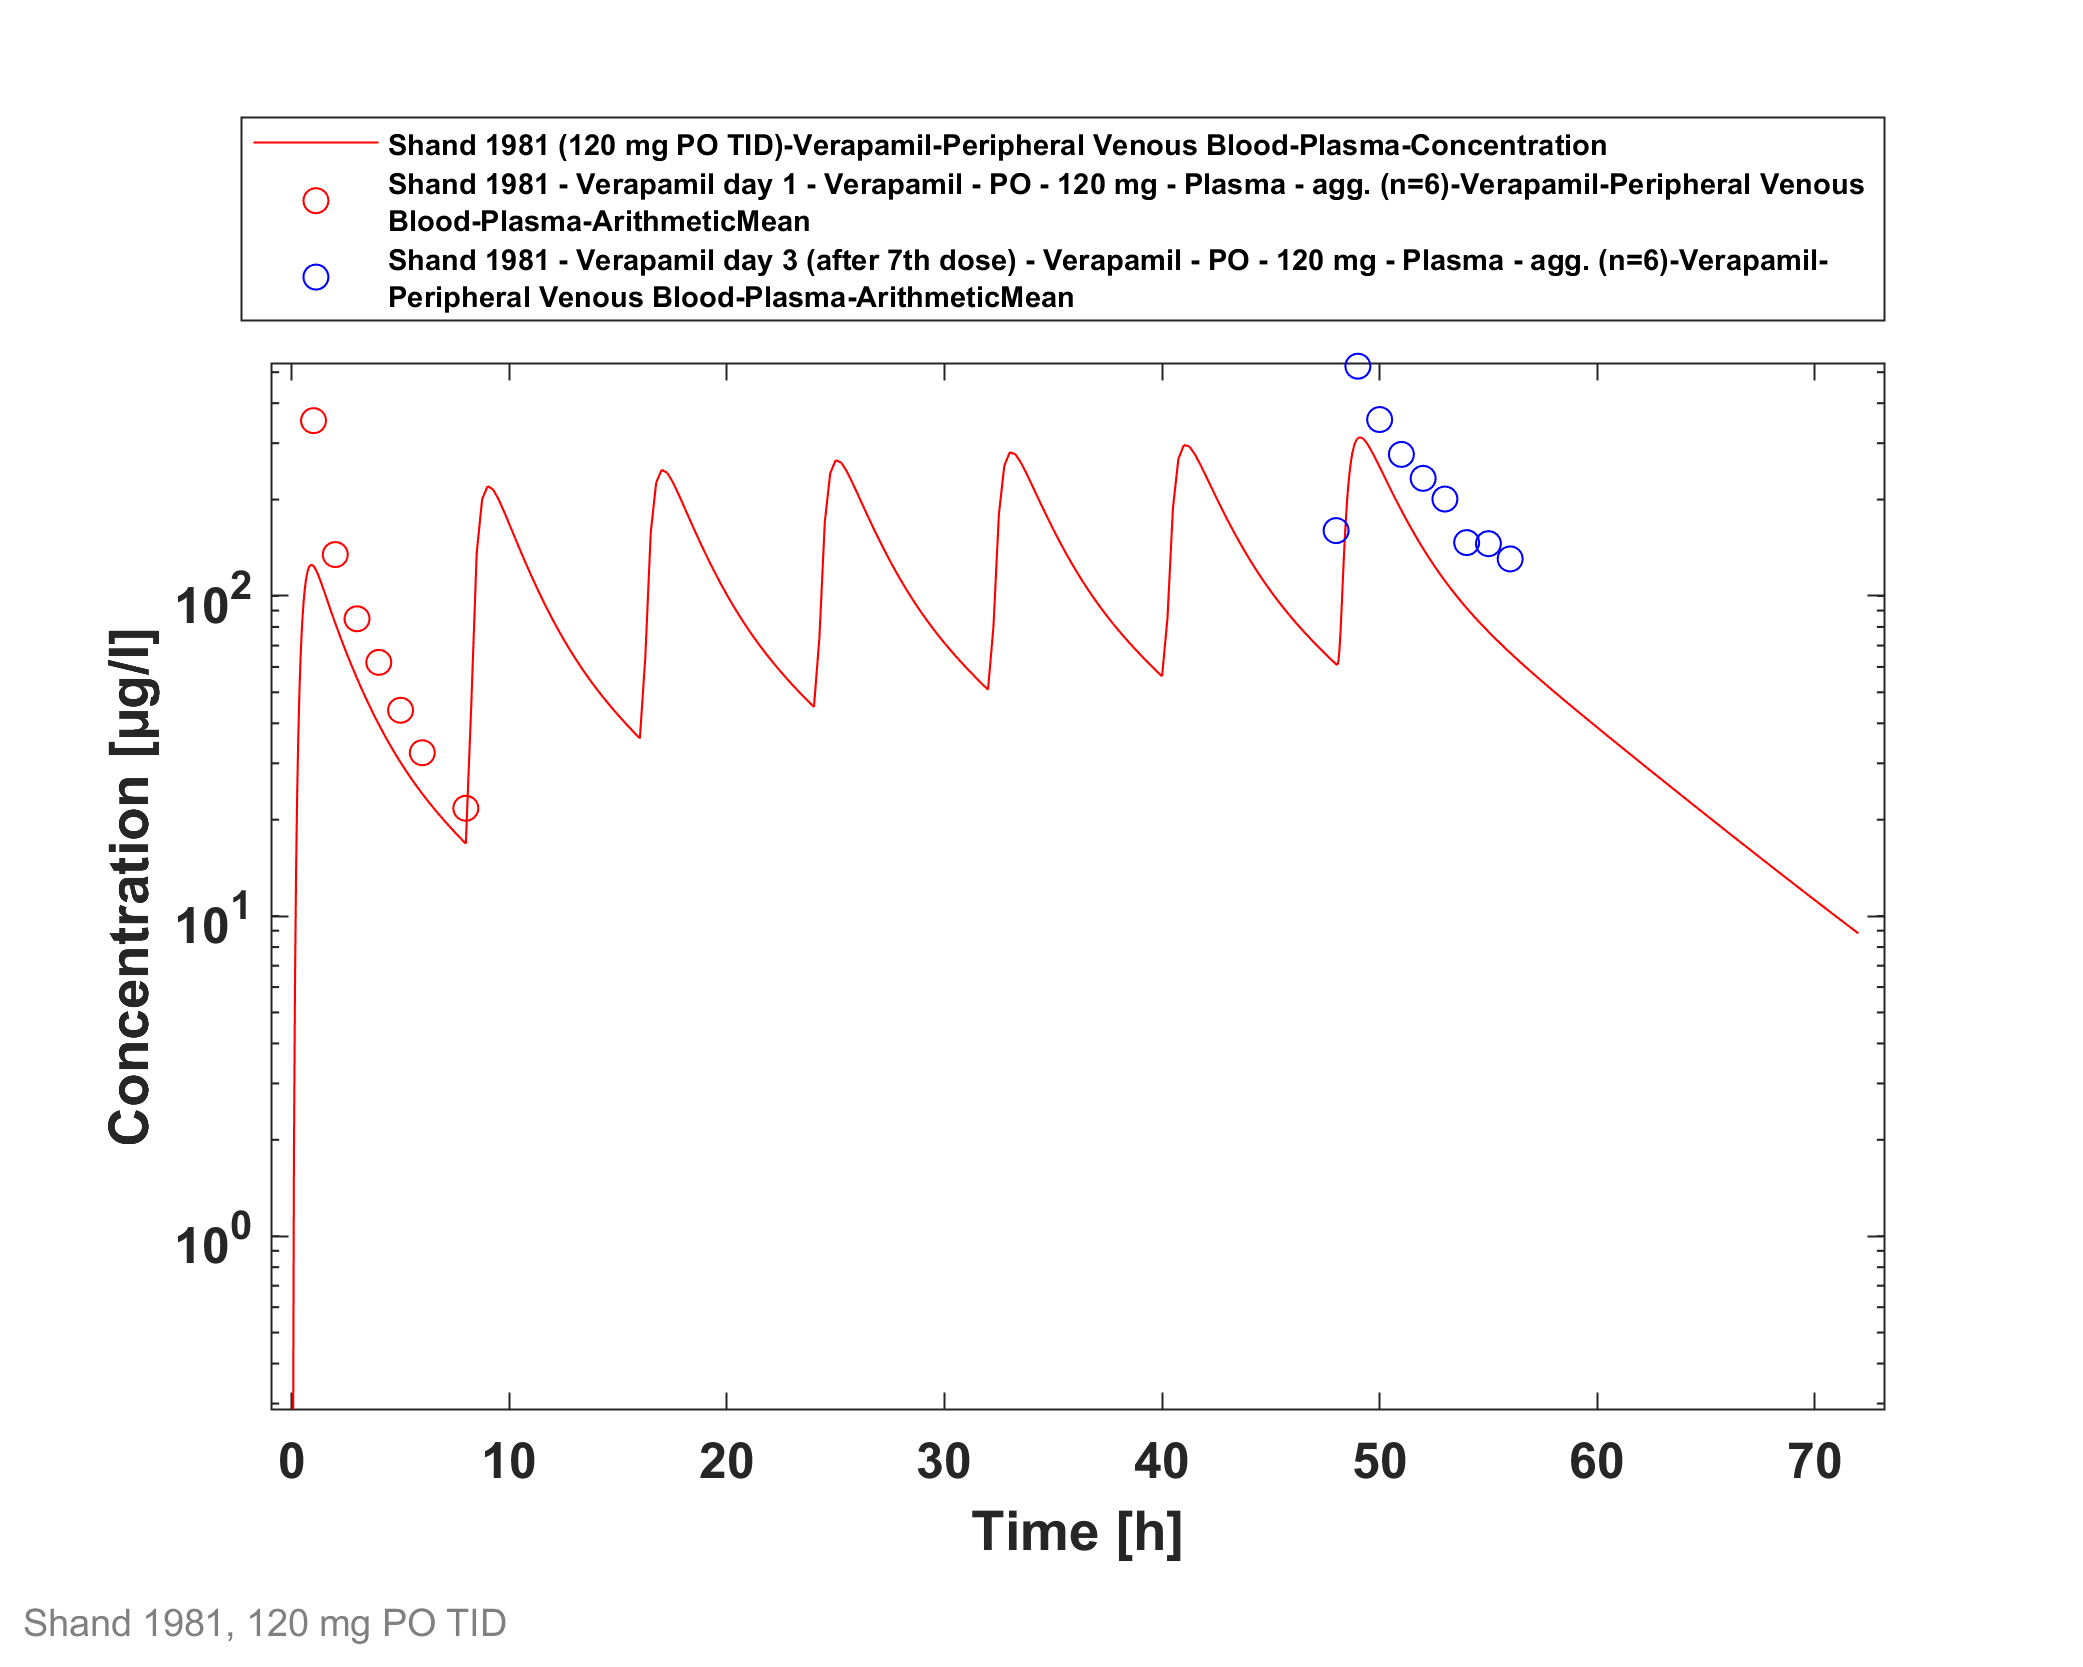 Shand 1981 (120 mg PO TID)-Verapamil-Peripheral Venous Blood-Plasma-Concentration
Shand 1981 - Verapamil day 1 - Verapamil - PO - 120 mg - Plasma - agg. (n=6)-Verapamil-Peripheral Venous
Blood-Plasma-ArithmeticMean
Shand 1981 - Verapamil day 3 (after 7th dose) - Verapamil - PO - 120 mg - Plasma - agg. (n=6)-Verapamil-
Peripheral Venous Blood-Plasma-ArithmeticMean
Concentration [µg/l]
10^2
10^1
10^0
0 10 20 30 40 50 60 70
Time [h]
Shand 1981, 120 mg PO TID